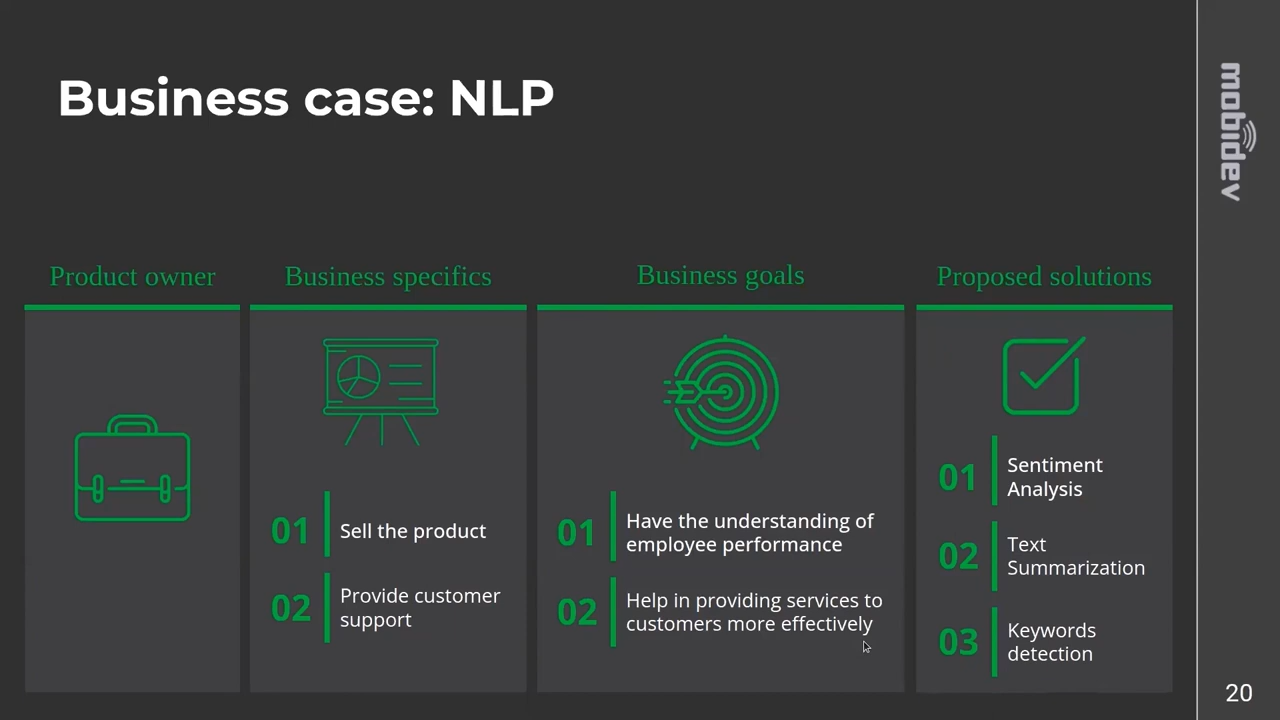 Business case: NLP
mobidev
Product owner
Business specifics
01
Sell the product
02
Provide customer
support
Business goals
01
Have the understanding of
employee performance
02
Help in providing services to
customers more effectively
Proposed solutions
01
Sentiment
Analysis
02
Text
Summarization
03
Keywords
detection
20